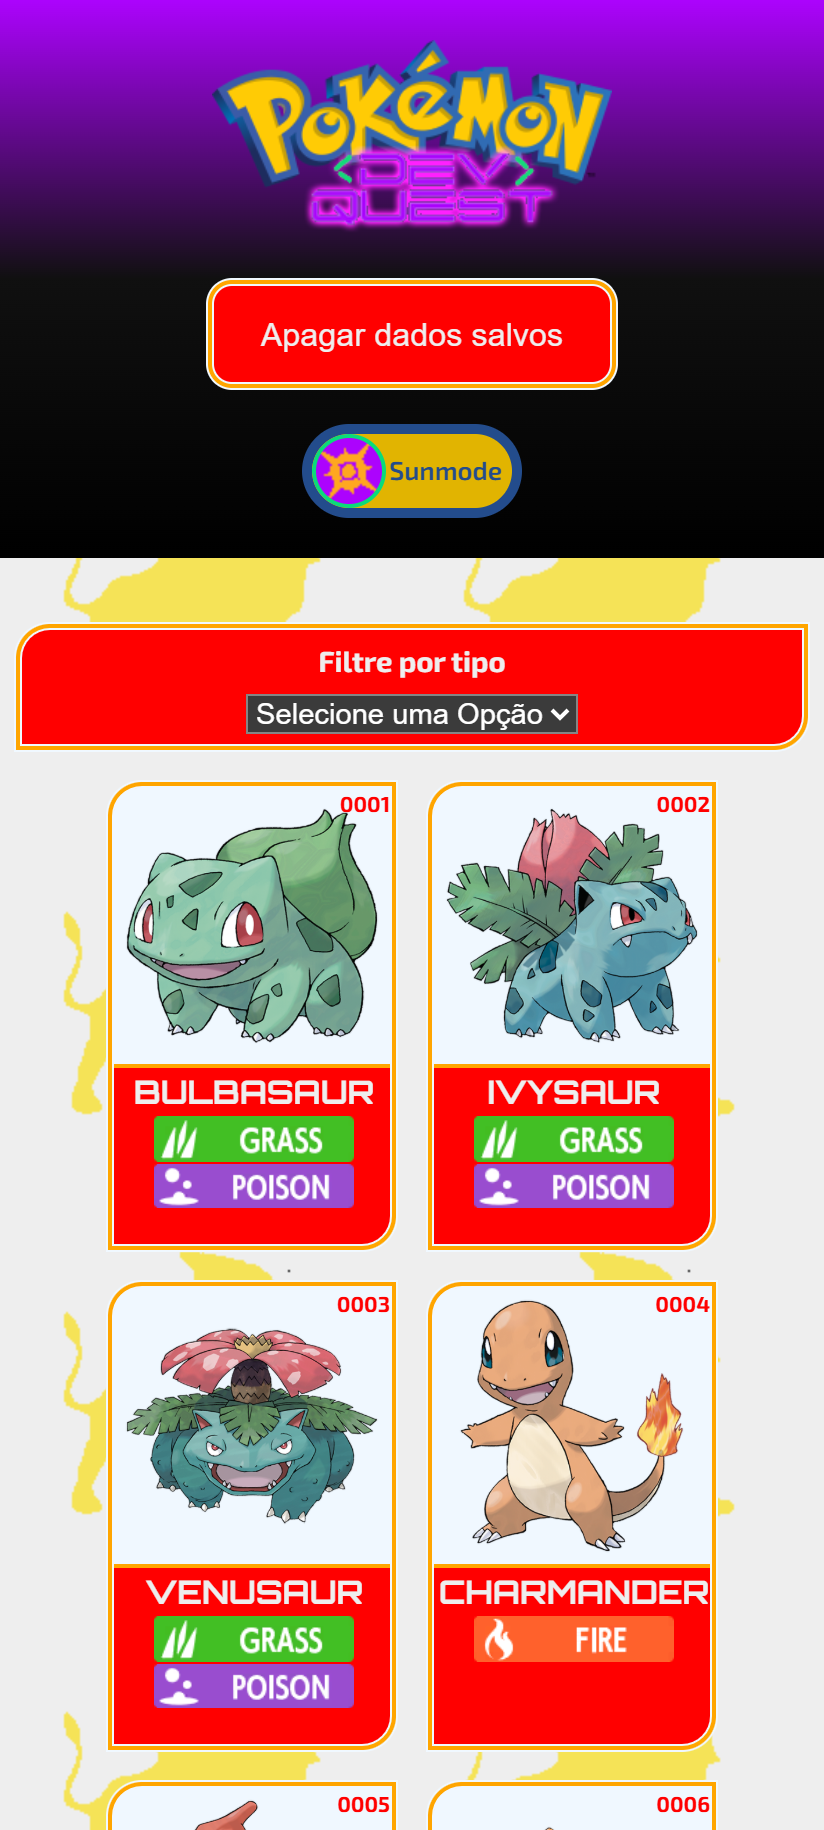 POKéMON
<DEV>
QUEST
Apagar dados salvos
Sunmode
Filtre por tipo
Selecione uma Opção
0001
BULBASAUR
GRASS
POISON
0002
IVYSAUR
GRASS
POISON
0003
VENUSAUR
GRASS
POISON
0004
CHARMANDER
FIRE
0005
0006